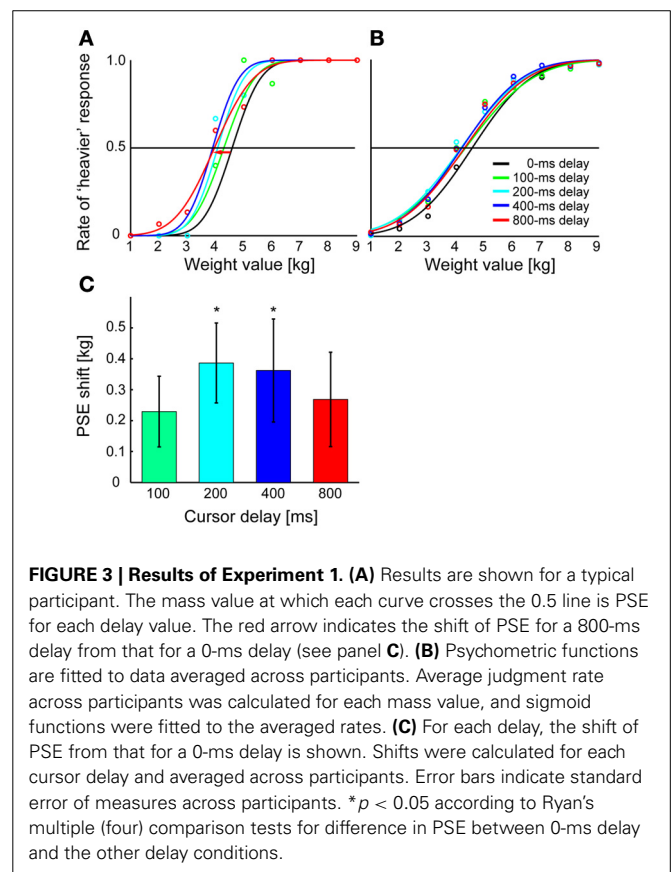 A
B
Rate of 'heavier' response
1.0
0.5
0
1 2 3 4 5 6 7 8 9
Weight value [kg]
1 2 3 4 5 6 7 8 9
Weight value [kg]
0-ms delay
100-ms delay
200-ms delay
400-ms delay
800-ms delay
C
PSE shift [kg]
0.5
0.4
0.3
0.2
0.1
0
* *
100 200 400 800
Cursor delay [ms]
FIGURE 3 | Results of Experiment 1. (A) Results are shown for a typical
participant. The mass value at which each curve crosses the 0.5 line is PSE
for each delay value. The red arrow indicates the shift of PSE for a 800-ms
delay from that for a 0-ms delay (see panel C). (B) Psychometric functions
are fitted to data averaged across participants. Average judgment rate
across participants was calculated for each mass value, and sigmoid
functions were fitted to the averaged rates. (C) For each delay, the shift of
PSE from that for a 0-ms delay is shown. Shifts were calculated for each
cursor delay and averaged across participants. Error bars indicate standard
error of measures across participants. *p < 0.05 according to Ryan's
multiple (four) comparison tests for difference in PSE between 0-ms delay
and the other delay conditions.